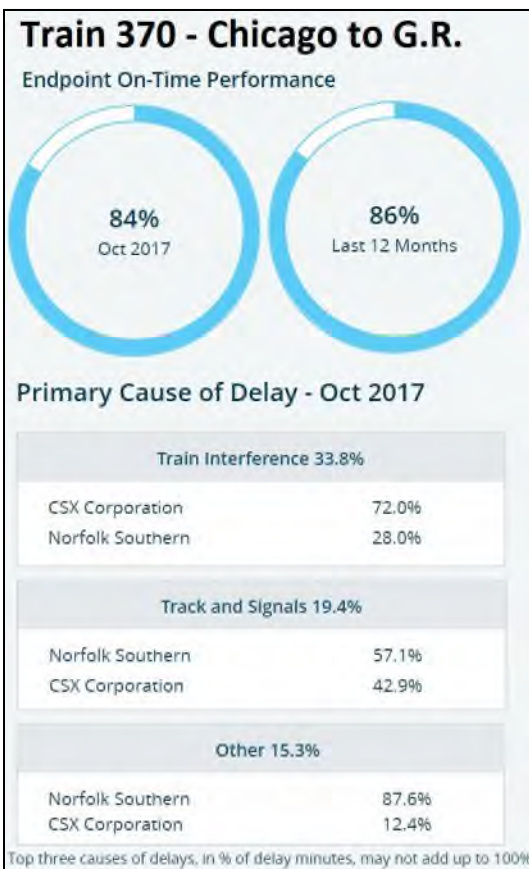 Train 370 - Chicago to G.R.
Endpoint On-Time Performance
84%
Oct 2017
86%
Last 12 Months
Primary Cause of Delay - Oct 2017
Train Interference 33.8%
CSX Corporation 72.0%
Norfolk Southern 28.0%
Track and Signals 19.4%
Norfolk Southern 57.1%
CSX Corporation 42.9%
Other 15.3%
Norfolk Southern 87.6%
CSX Corporation 12.4%
Top three causes of delays, in % of delay minutes, may not add up to 100%